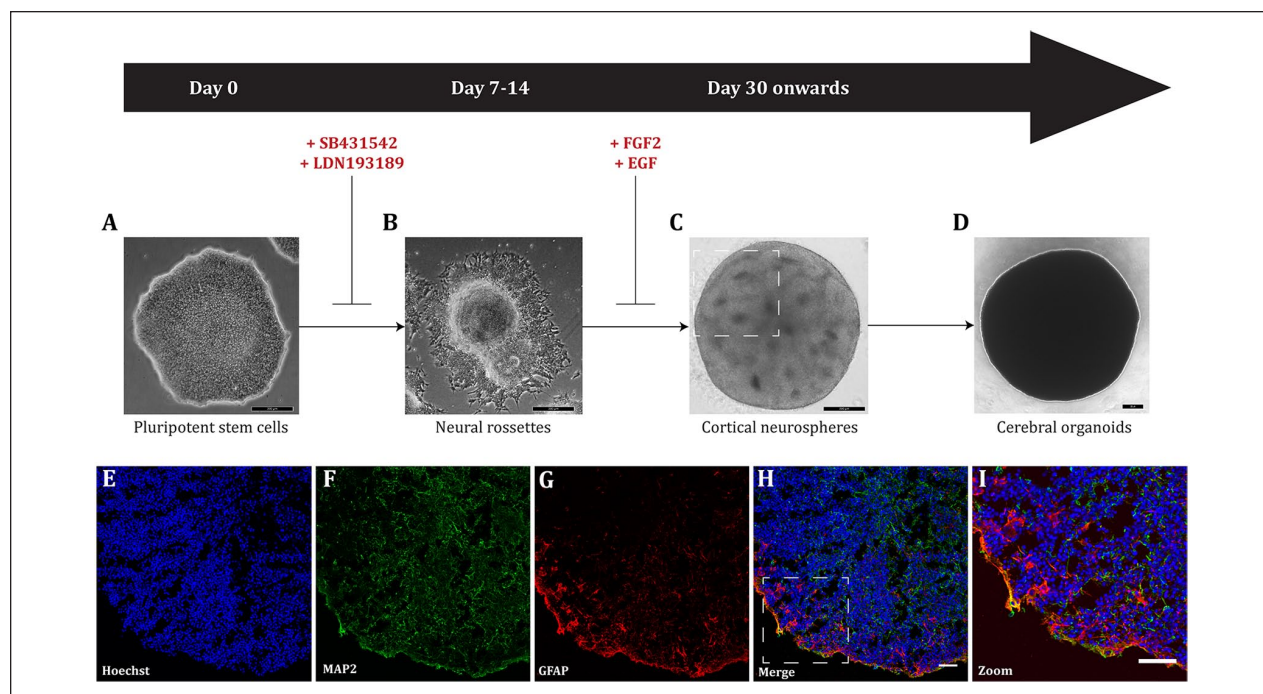 Day 0
Day 7-14
Day 30 onwards
+ SB431542
+ LDN193189
+ FGF2
+ EGF
A
B
C
D
Pluripotent stem cells
Neural rossettes
Cortical neurospheres
Cerebral organoids
E
F
G
H
I
Hoechst
MAP2
GFAP
Merge
Zoom